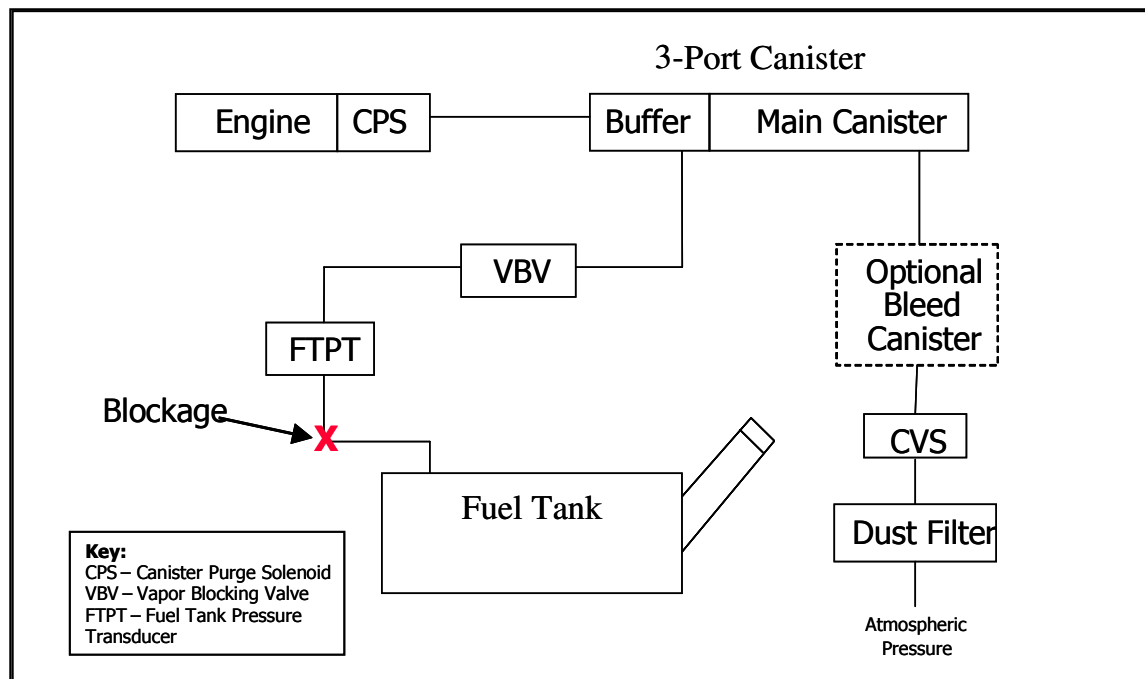 3-Port Canister
Engine
CPS
Buffer
Main Canister
VBV
Optional
Bleed
Canister
FTPT
Blockage
X
CVS
Fuel Tank
Dust Filter
Key:
CPS – Canister Purge Solenoid
VBV – Vapor Blocking Valve
FTPT – Fuel Tank Pressure
Transducer
Atmospheric
Pressure